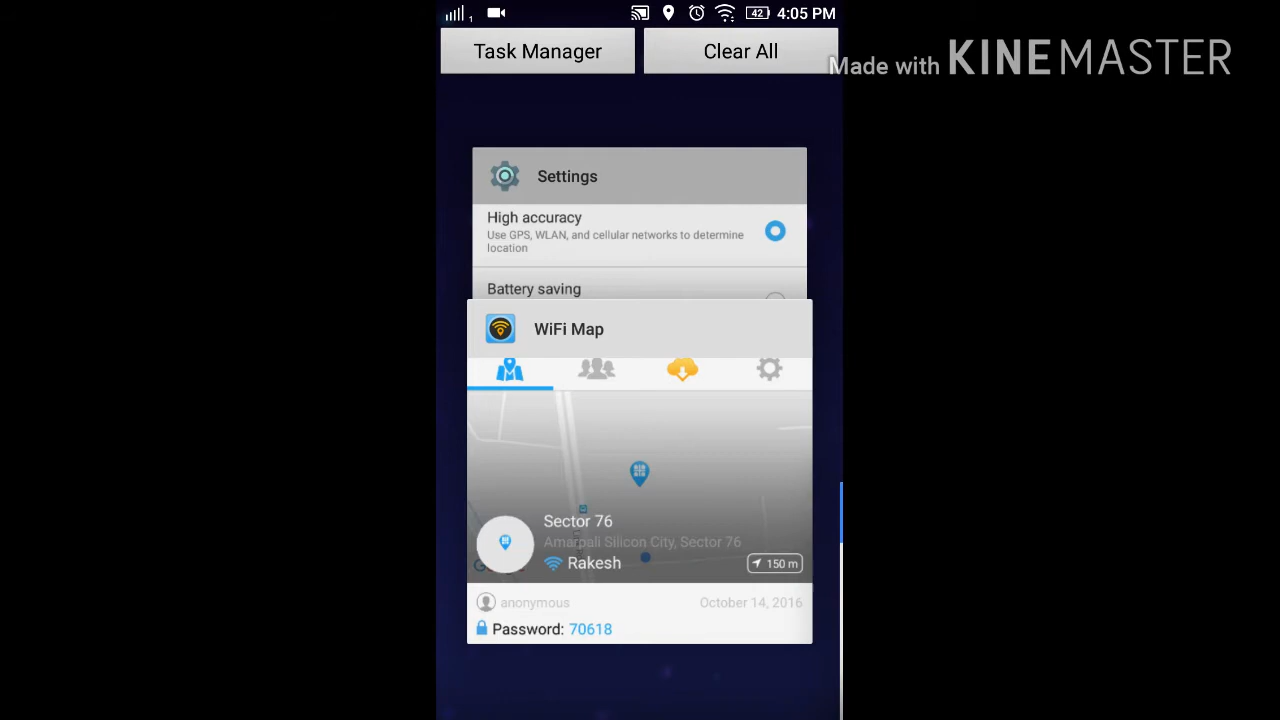 1 42 4:05 PM
Task Manager Clear All
Made with KINEMASTER
Settings
High accuracy
Use GPS, WLAN, and cellular networks to determine
location
Battery saving
WiFi Map
Sector 76
Amarpali Silicon City, Sector 76
Rakesh 150 m
anonymous October 14, 2016
Password: 70618